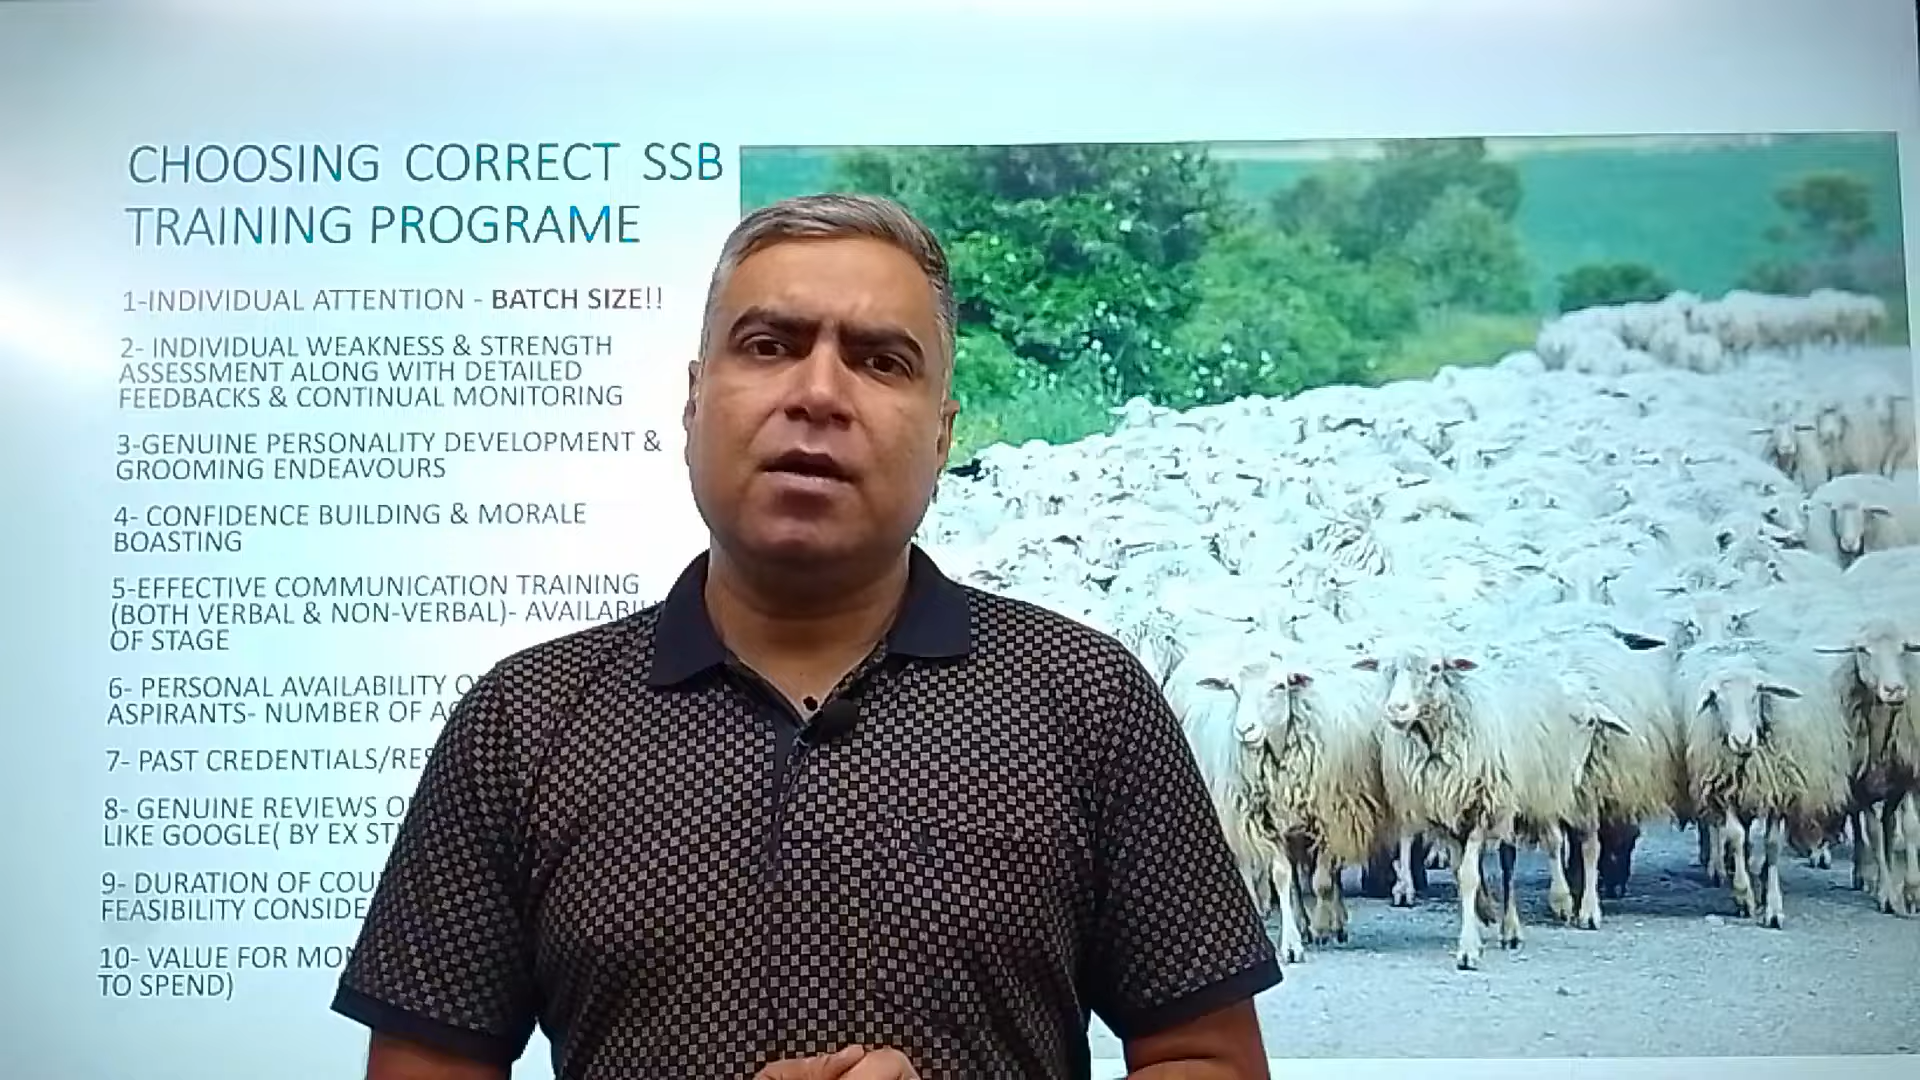 CHOOSING CORRECT SSB
TRAINING PROGRAME
1-INDIVIDUAL ATTENTION - BATCH SIZE!!
2- INDIVIDUAL WEAKNESS & STRENGTH
ASSESSMENT ALONG WITH DETAILED
FEEDBACKS & CONTINUAL MONITORING
3-GENUINE PERSONALITY DEVELOPMENT &
GROOMING ENDEAVOURS
4- CONFIDENCE BUILDING & MORALE
BOASTING
5-EFFECTIVE COMMUNICATION TRAINING
(BOTH VERBAL & NON-VERBAL)-
OF STAGE
6- PERSONAL AVAILABILITY
ASPIRANTS- NUMBER OF
7- PAST CREDENTIALS/
8- GENUINE REVIEWS
LIKE GOOGLE( BY EX
9- DURATION OF
FEASIBILITY
10- VALUE FOR
TO SPEND)